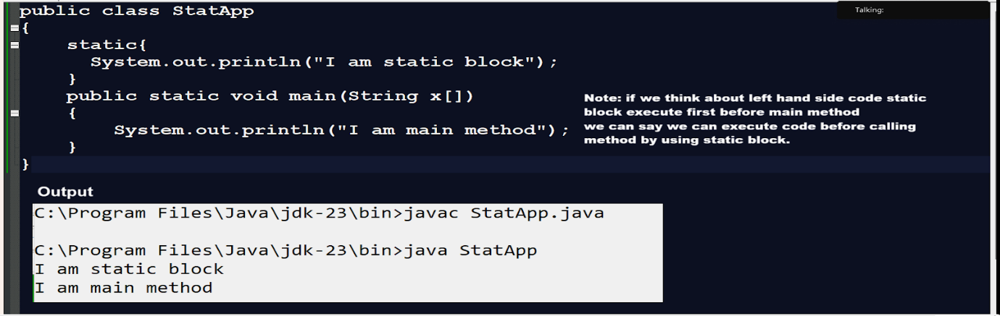 public class StatApp
Talking:
{
static{
System.out.println("I am static block");
}
public static void main(String x[])
{
System.out.println("I am main method");
}
}
Note: if we think about left hand side code static
block execute first before main method
we can say we can execute code before calling
method by using static block.
Output
C:\Program Files\Java\jdk-23\bin>javac StatApp.java
C:\Program Files\Java\jdk-23\bin>java StatApp
I am static block
I am main method